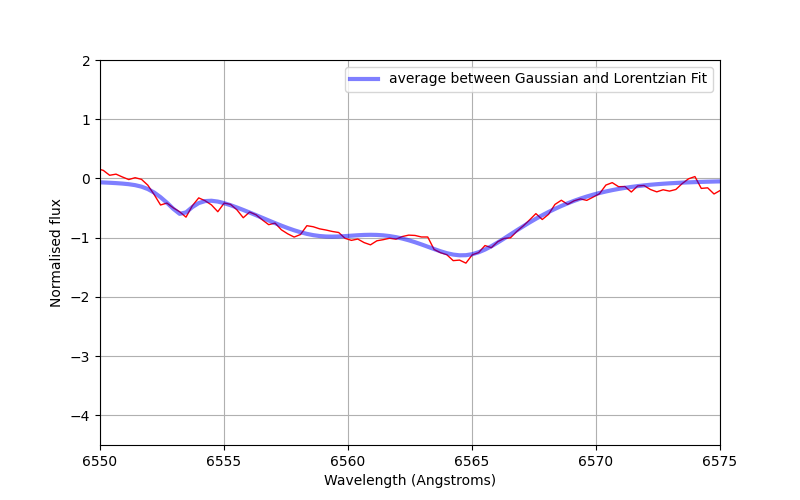 average between Gaussian and Lorentzian Fit
2
1
0
−1
−2
−3
−4
Normalised flux
6550 6555 6560 6565 6570 6575
Wavelength (Angstroms)